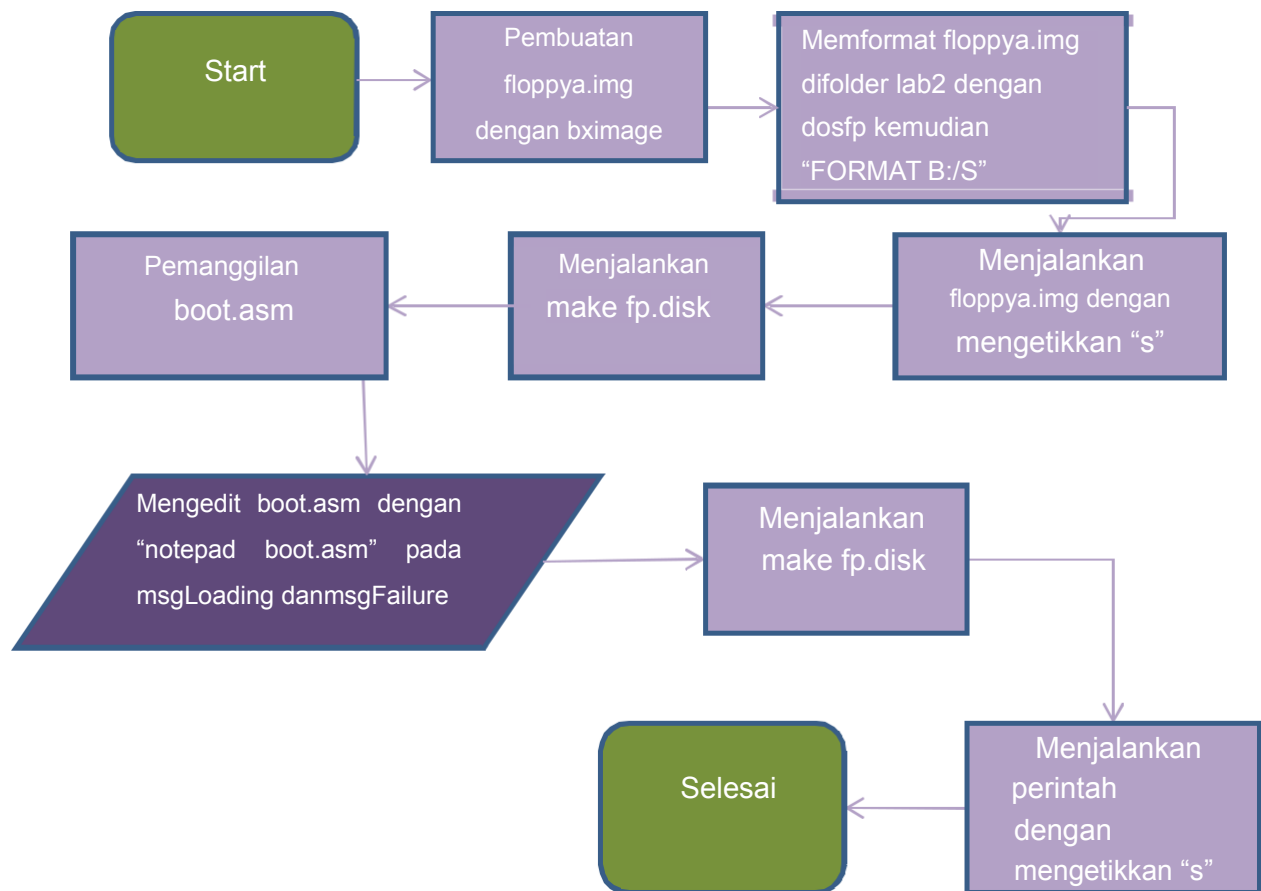 Start
Pembuatan
floppya.img
dengan bximage
Memformat floppya.img
difolder lab2 dengan
dosfp kemudian
“FORMAT B:/S”
Menjalankan
floppya.img dengan
mengetikkan “s”
Menjalankan
make fp.disk
Pemanggilan
boot.asm
Mengedit boot.asm dengan
“notepad boot.asm” pada
msgLoading danmsgFailure
Menjalankan
make fp.disk
Menjalankan
perintah
dengan
mengetikkan “s”
Selesai